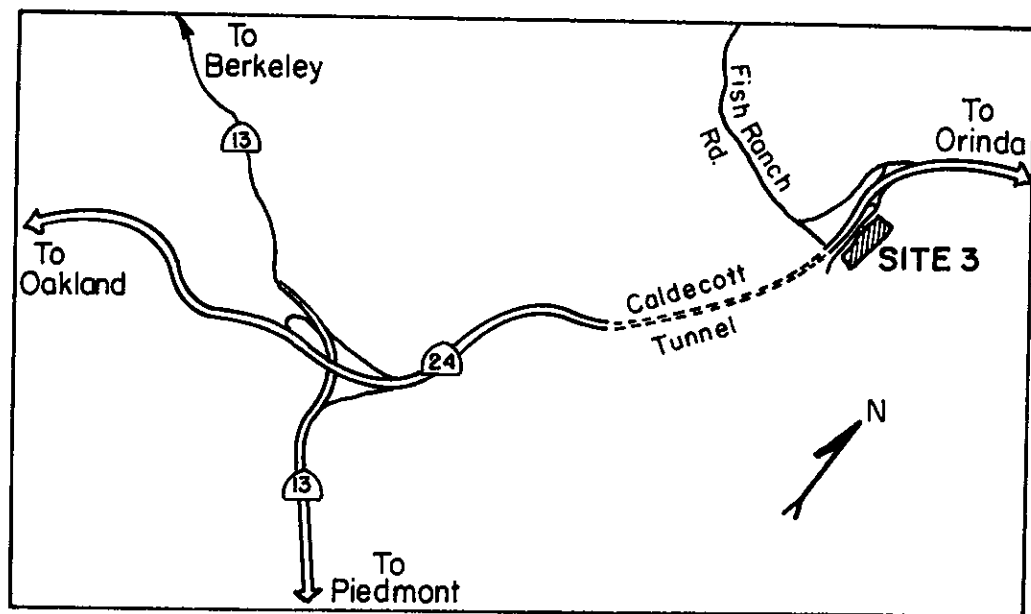 To
Berkeley
13
Fish Ranch
Rd.
To
Orinda
To
Oakland
SITE 3
Caldecott
Tunnel
24
N
13
To
Piedmont